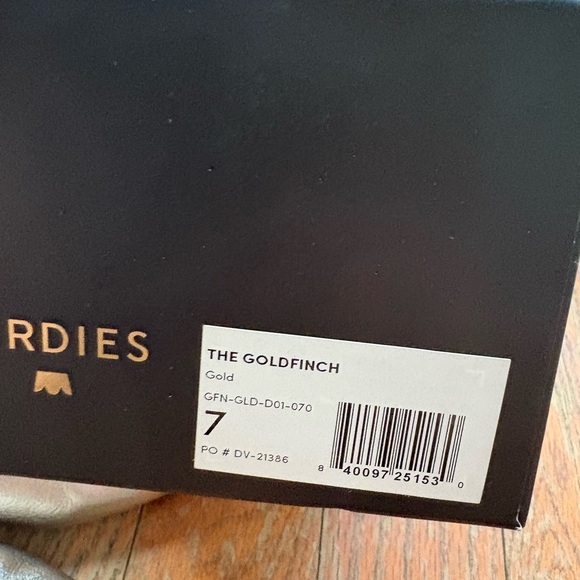 RDIES
THE GOLDFINCH
Gold
GFN-GLD-D01-070
7
PO # DV-21386
8 40097 25153 0